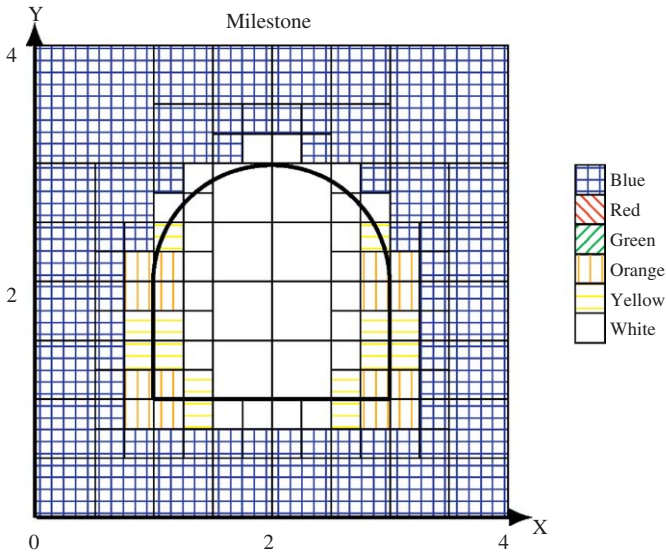 Milestone
Y
4
2
0
2
4
X
Blue
Red
Green
Orange
Yellow
White